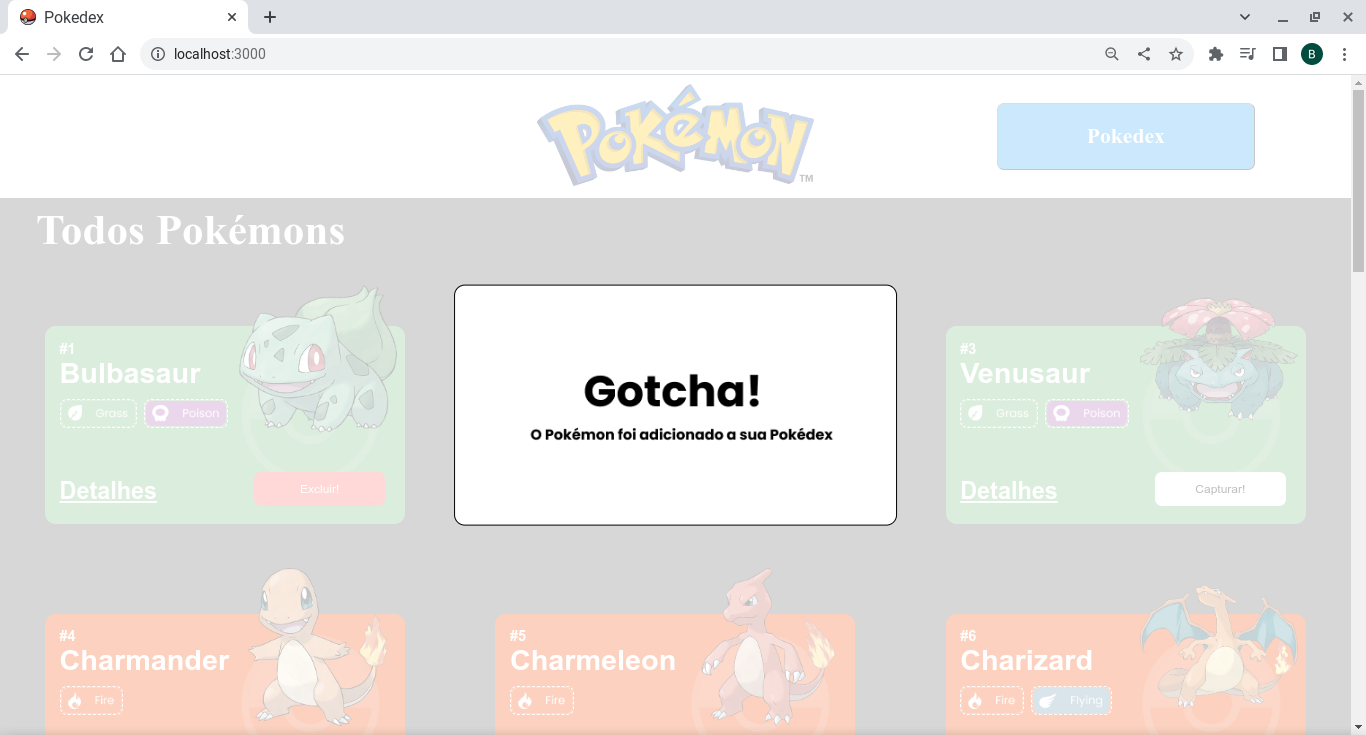 Pokedex
localhost:3000
B
POKéMON
TM
Pokedex
Todos Pokémons
#1
Bulbasaur
Grass Poison
Detalhes
Excluir!
Gotcha!
O Pokémon foi adicionado a sua Pokédex
#3
Venusaur
Grass Poison
Detalhes
Capturar!
#4
Charmander
Fire
#5
Charmeleon
Fire
#6
Charizard
Fire Flying